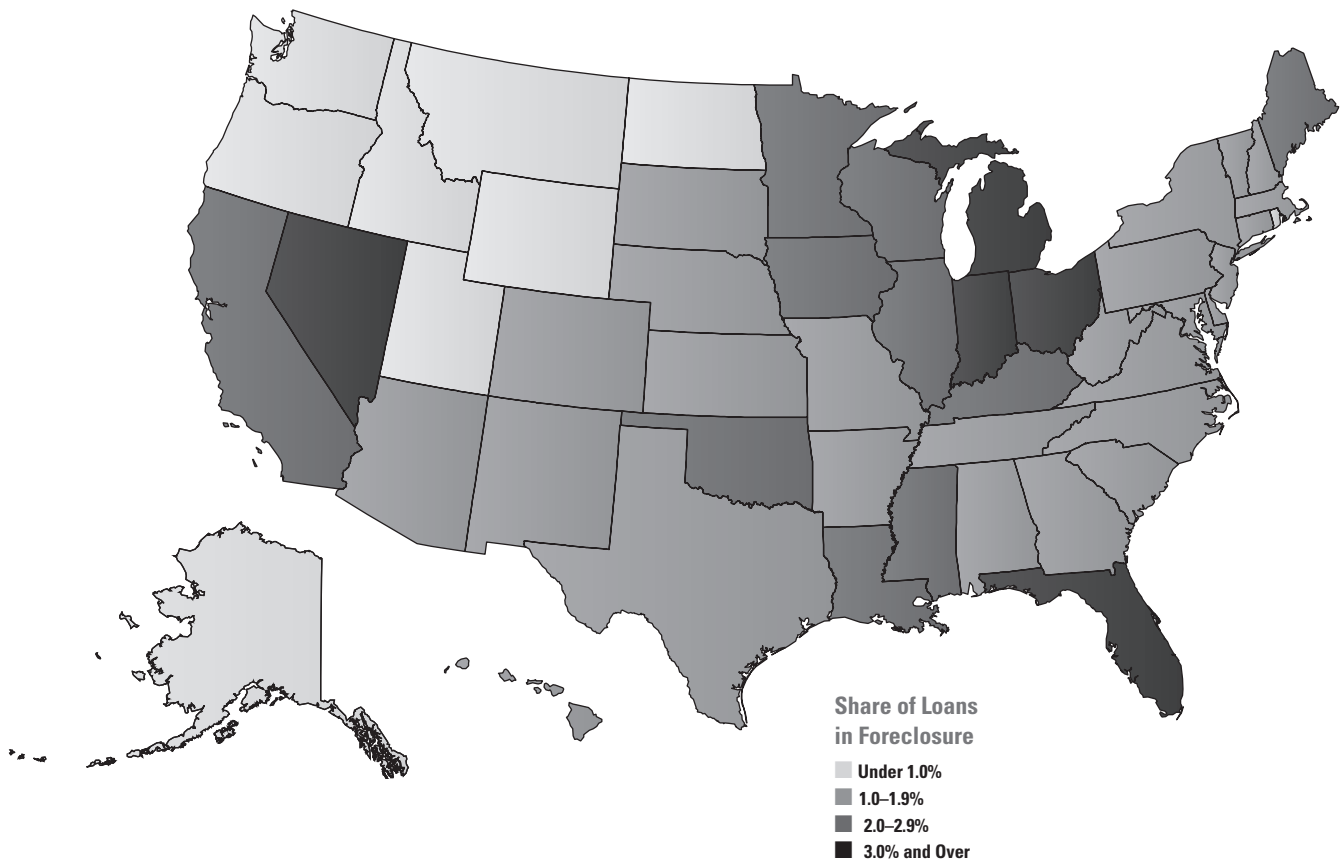 Share of Loans
in Foreclosure
Under 1.0%
1.0–1.9%
2.0–2.9%
3.0% and Over